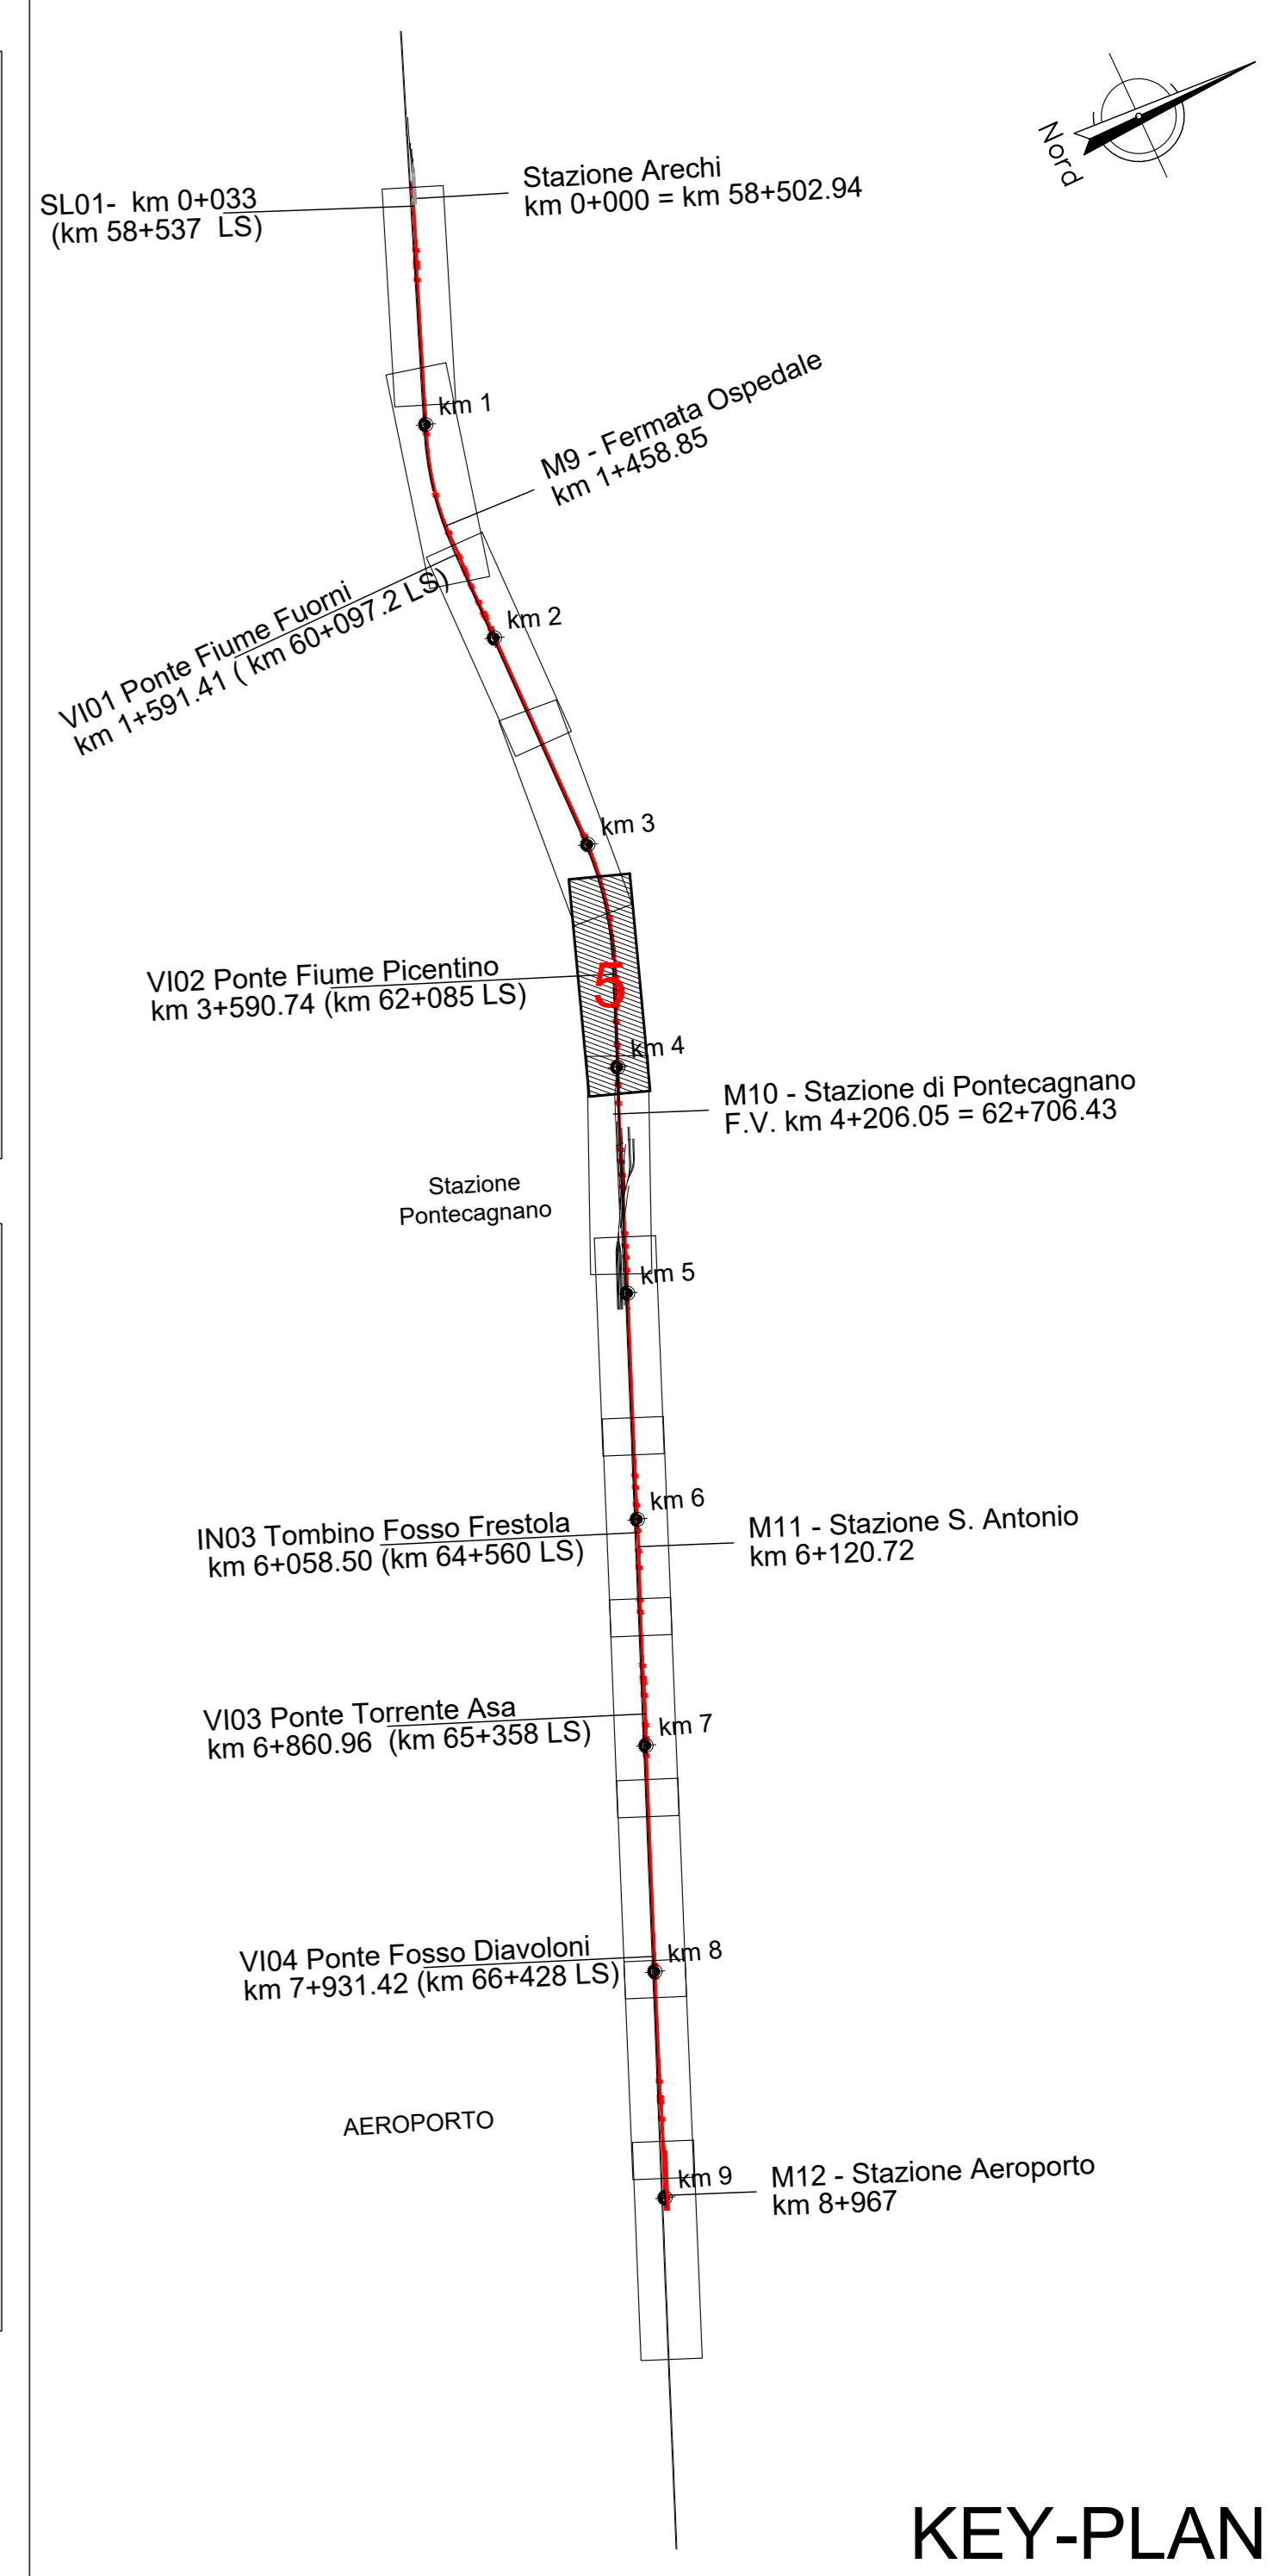 Nord
Stazione Arechi
km 0+000 = km 58+502.94
SL01-  km 0+033
(km 58+537  LS)
km 1
M9 - Fermata Ospedale
km 1+458.85
VI01 Ponte Fiume Fuorni
km 1+591.41 ( km 60+097.2 LS)
km 2
km 3
VI02 Ponte Fiume Picentino
km 3+590.74 (km 62+085 LS)
5
km 4
M10 - Stazione di Pontecagnano
F.V. km 4+206.05 = 62+706.43
Stazione
Pontecagnano
km 5
km 6
IN03 Tombino Fosso Frestola
km 6+058.50 (km 64+560 LS)
M11 - Stazione S. Antonio
km 6+120.72
VI03 Ponte Torrente Asa
km 6+860.96  (km 65+358 LS)
km 7
VI04 Ponte Fosso Diavoloni
km 7+931.42 (km 66+428 LS)
km 8
AEROPORTO
km 9
M12 - Stazione Aeroporto
km 8+967
KEY-PLAN